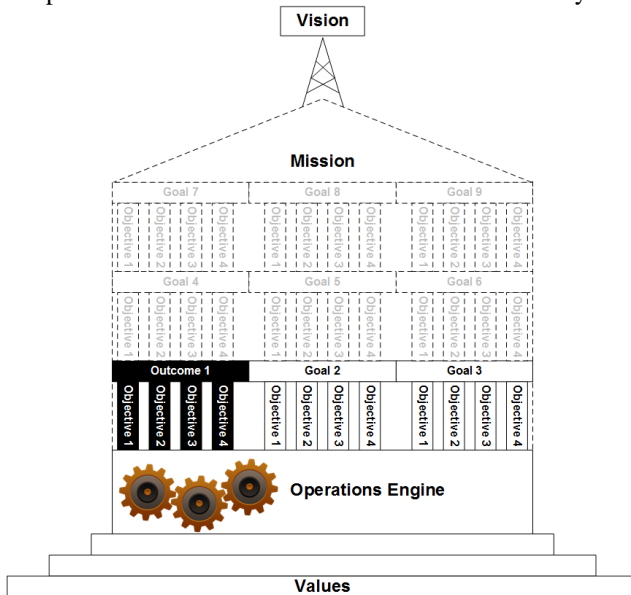 Vision
Mission
Goal 7 Goal 8 Goal 9
Objective 1 Objective 2 Objective 3 Objective 4 Objective 1 Objective 2 Objective 3 Objective 4 Objective 1 Objective 2 Objective 3 Objective 4
Goal 4 Goal 5 Goal 6
Objective 1 Objective 2 Objective 3 Objective 4 Objective 1 Objective 2 Objective 3 Objective 4 Objective 1 Objective 2 Objective 3 Objective 4
Outcome 1 Goal 2 Goal 3
Objective 1 Objective 2 Objective 3 Objective 4 Objective 1 Objective 2 Objective 3 Objective 4 Objective 1 Objective 2 Objective 3 Objective 4
Operations Engine
Values